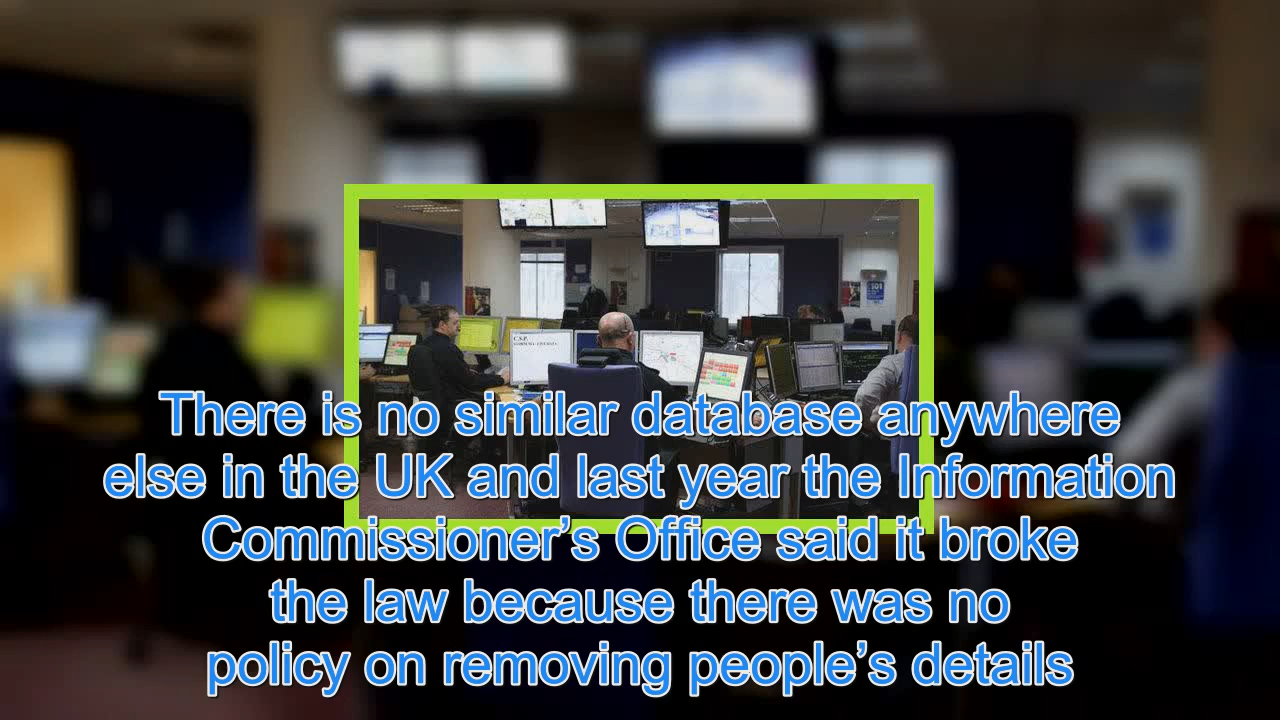 101
C.S.P.
There is no similar database anywhere
else in the UK and last year the Information
Commissioner’s Office said it broke
the law because there was no
policy on removing people’s details